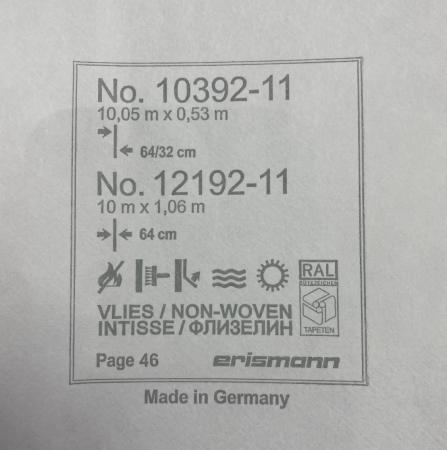 No. 10392-11
10,05 m x 0,53 m
64/32 cm
No. 12192-11
10 m x 1,06 m
64 cm
RAL
GÜTEZEICHEN
TAPETEN
VLIES / NON-WOVEN
INTISSE / ФЛИЗЕЛИН
Page 46 erismann
Made in Germany